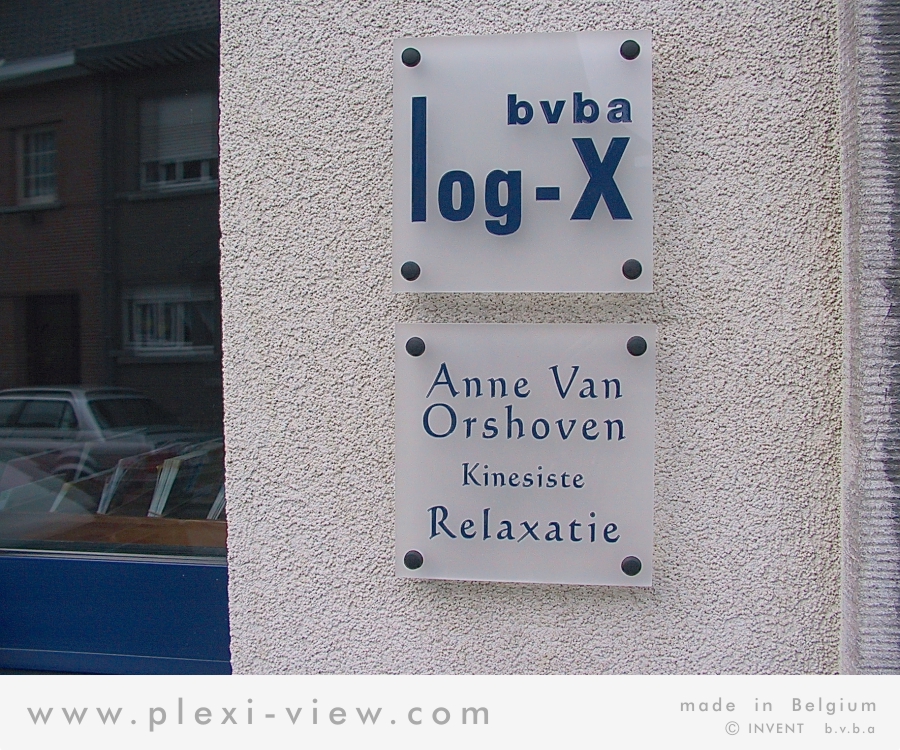 bvba
log-X
Anne Van
Orshoven
Kinesiste
Relaxatie
www.plexi-view.com
made in Belgium
© INVENT b.v.b.a